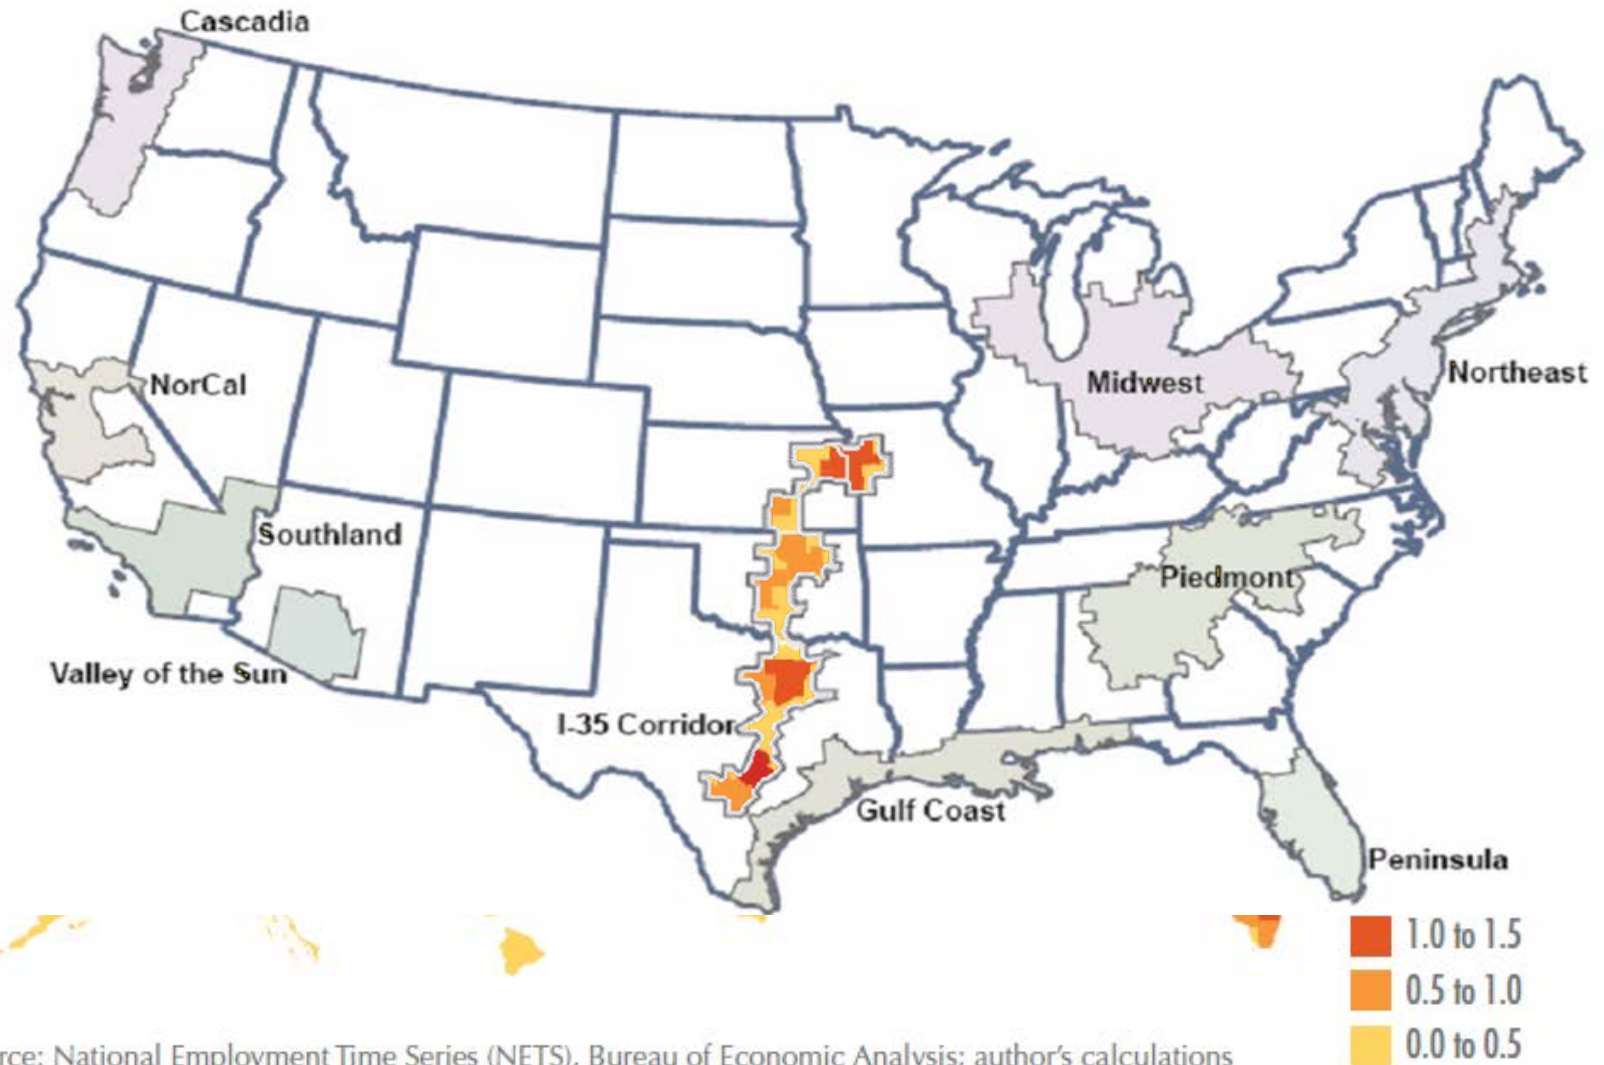 Cascadia
NorCal
Midwest
Northeast
Southland
Piedmont
Valley of the Sun
I-35 Corridor
Gulf Coast
Peninsula
1.0 to 1.5
0.5 to 1.0
0.0 to 0.5
rce: National Employment Time Series (NETS), Bureau of Economic Analysis; author's calculations